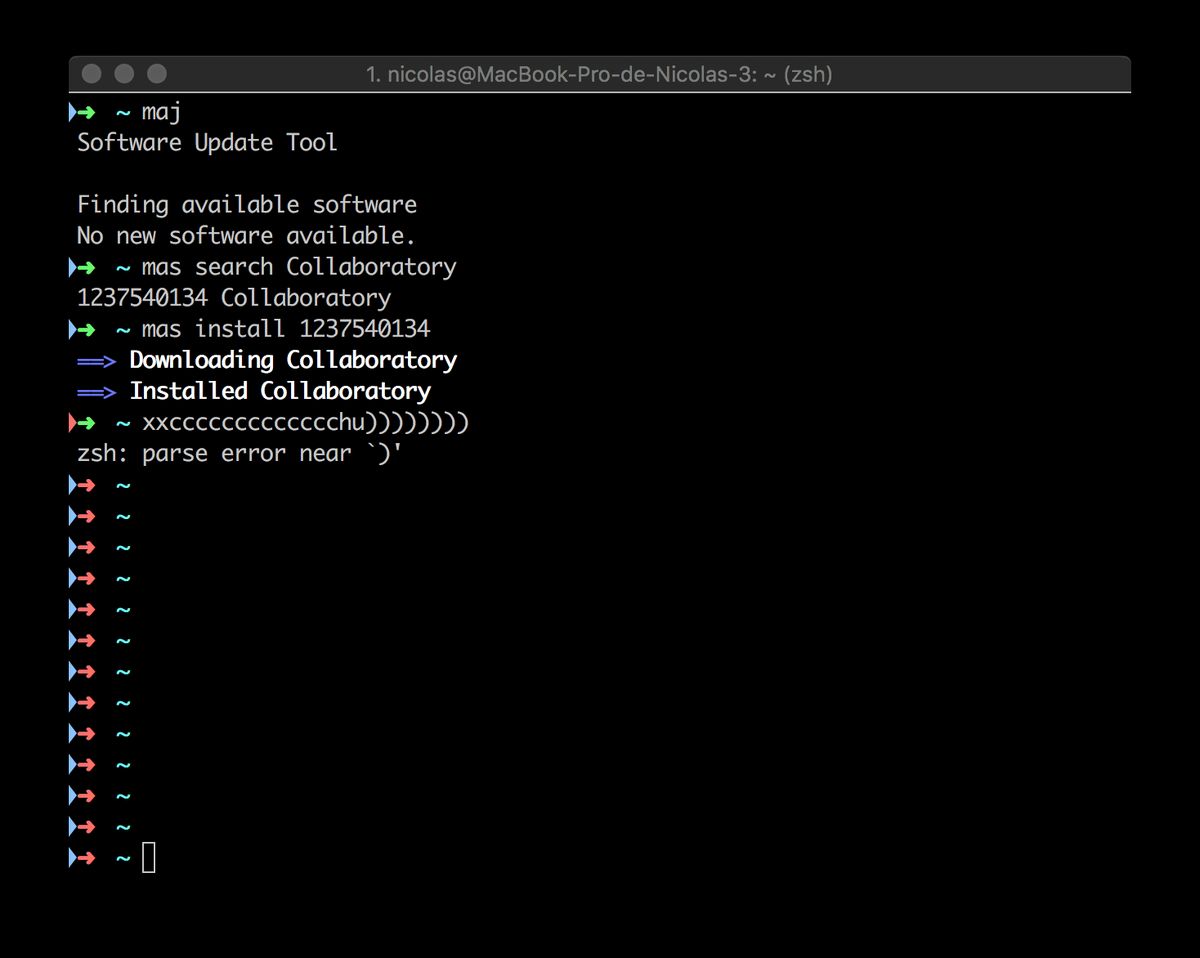 1. nicolas@MacBook-Pro-de-Nicolas-3: ~ (zsh)
➜ ~ maj
Software Update Tool
Finding available software
No new software available.
➜ ~ mas search Collaboratory
1237540134 Collaboratory
➜ ~ mas install 1237540134
==> Downloading Collaboratory
==> Installed Collaboratory
➜ ~ xxcccccccccccccchu))))))))
zsh: parse error near `)'
➜ ~
➜ ~
➜ ~
➜ ~
➜ ~
➜ ~
➜ ~
➜ ~
➜ ~
➜ ~
➜ ~
➜ ~
➜ ~